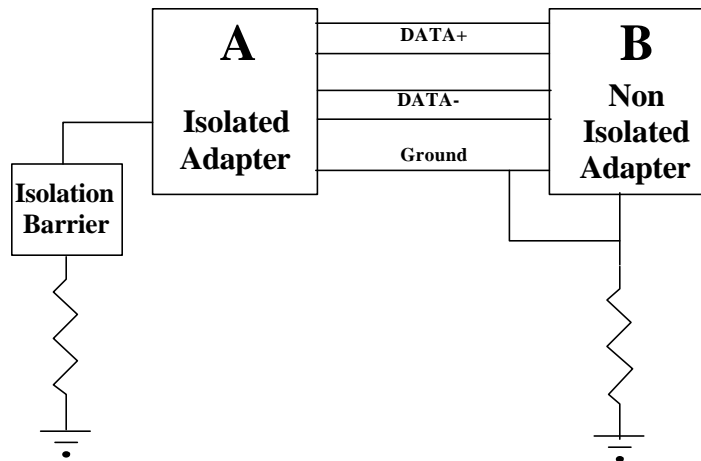 A
Isolated
Adapter
DATA+
DATA-
Ground
B
Non
Isolated
Adapter
Isolation
Barrier